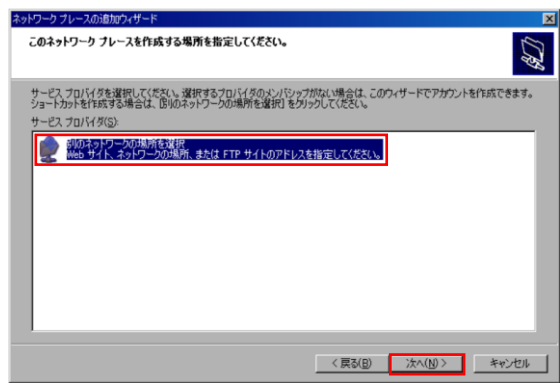 ネットワーク プレースの追加ウィザード
このネットワーク プレースを作成する場所を指定してください。
サービス プロバイダを選択してください。選択するプロバイダのメンバシップがない場合は、このウィザードでアカウントを作成できます。
ショートカットを作成する場合は、[別のネットワークの場所を選択] をクリックしてください。
サービス プロバイダ(S):
別のネットワークの場所を選択
Web サイト、ネットワークの場所、または FTP サイトのアドレスを指定してください。
< 戻る(B) 次へ(N) > キャンセル